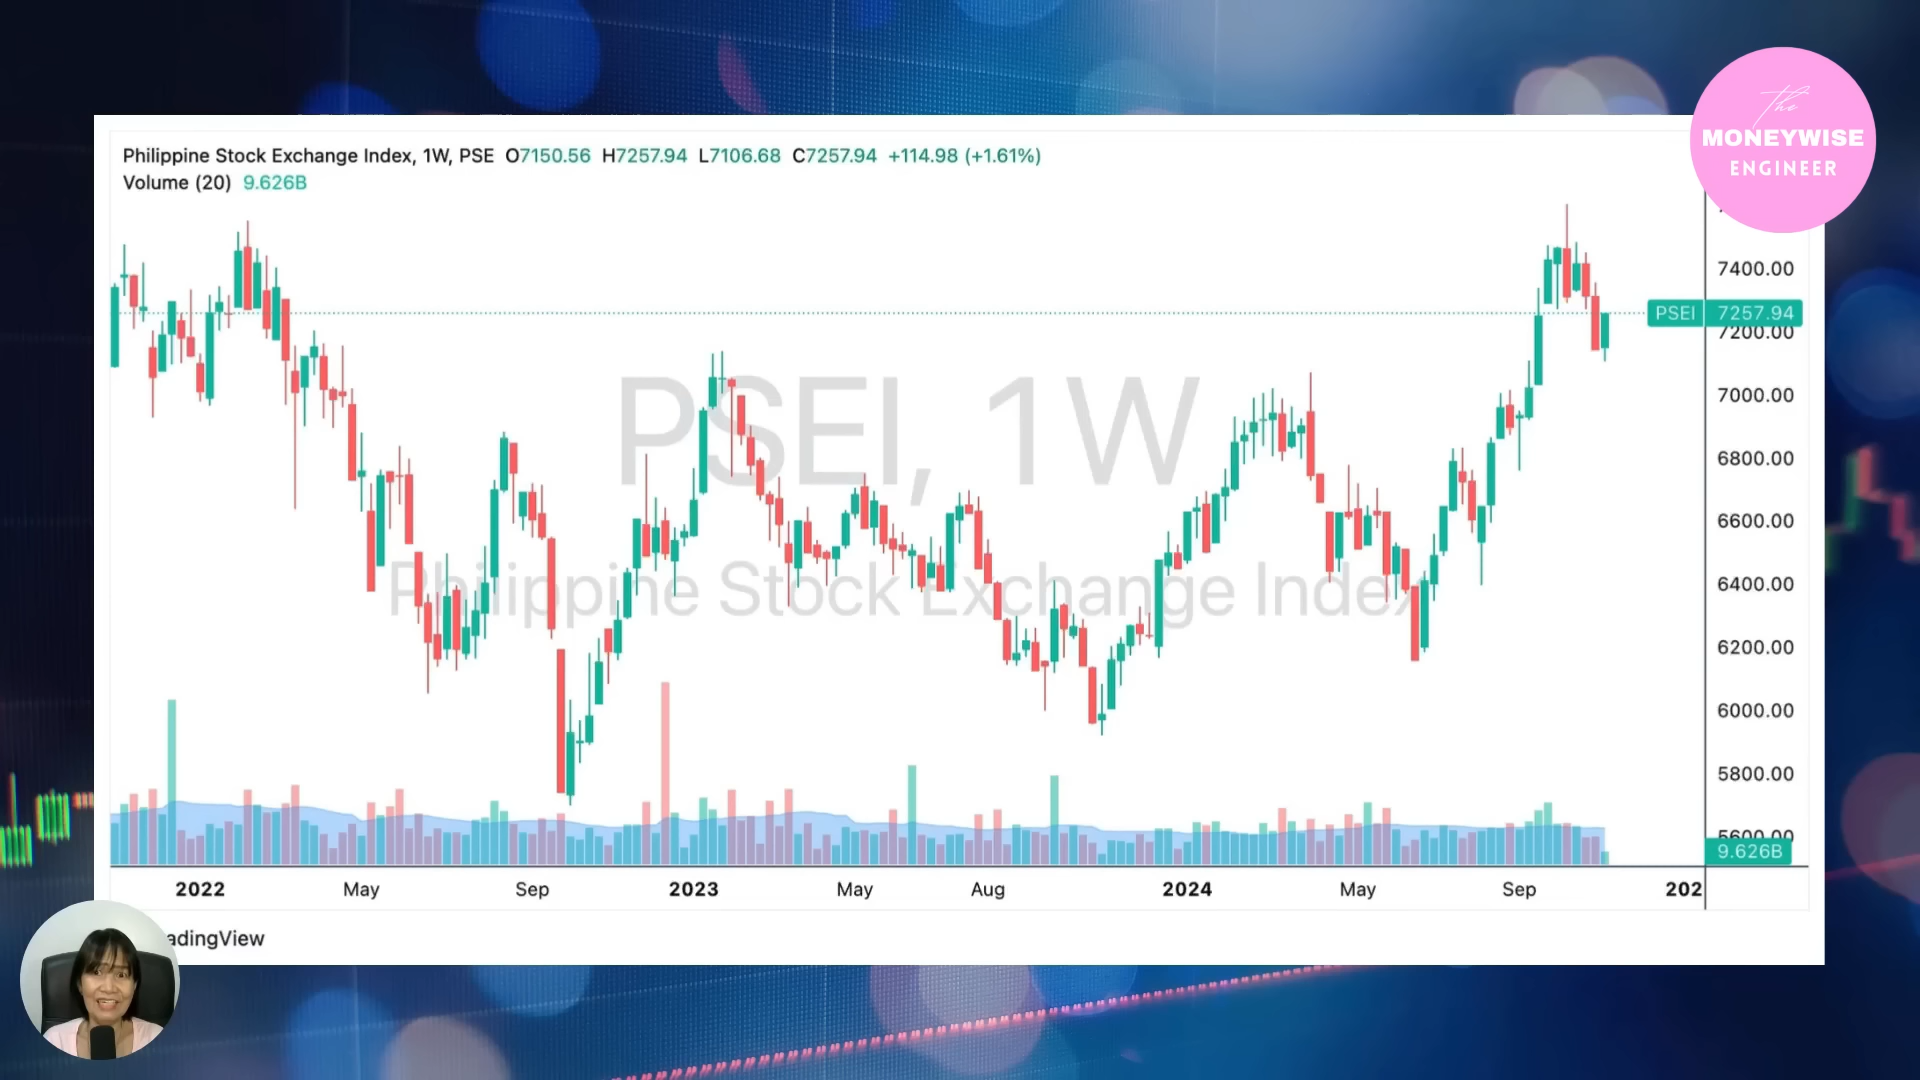 Philippine Stock Exchange Index, 1W, PSE O7150.56 H7257.94 L7106.68 C7257.94 +114.98 (+1.61%)
Volume (20) 9.626B
The
MONEYWISE
ENGINEER
7400.00
PSEI 7257.94
7200.00
7000.00
PSEI, 1W
6800.00
6600.00
6400.00
Philippine Stock Exchange Index
6200.00
6000.00
5800.00
5600.00
9.626B
2022 May Sep 2023 May Aug 2024 May Sep 202
adingView